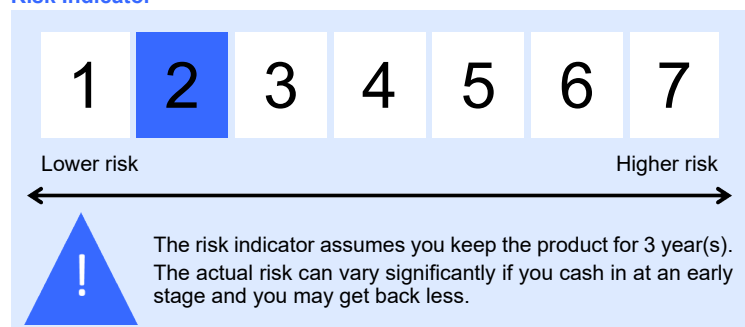 Risk Indicator
1 2 3 4 5 6 7
Lower risk Higher risk
The risk indicator assumes you keep the product for 3 year(s).
! The actual risk can vary significantly if you cash in at an early
stage and you may get back less.